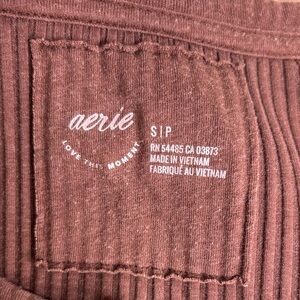 aerie
LOVE THIS MOMENT
S|P
RN 54485 CA 03873
MADE IN VIETNAM
FABRIQUÉ AU VIETNAM